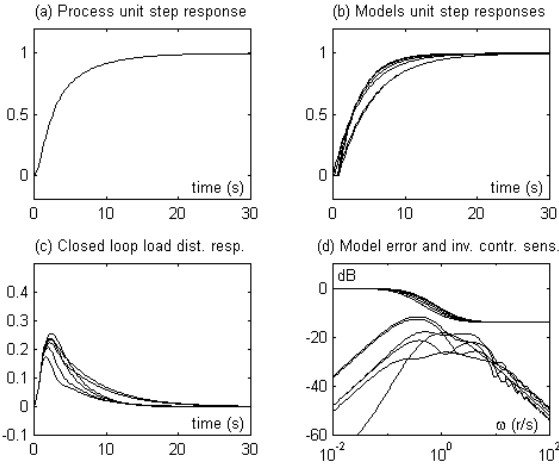 (a) Process unit step response
1
0.5
0
time (s)
0 10 20 30
(b) Models unit step responses
1
0.5
0
time (s)
0 10 20 30
(c) Closed loop load dist. resp.
0.4
0.3
0.2
0.1
0
-0.1
time (s)
0 10 20 30
(d) Model error and inv. contr. sens.
dB
0
-20
-40
-60
ω (r/s)
10⁻² 10⁰ 10²